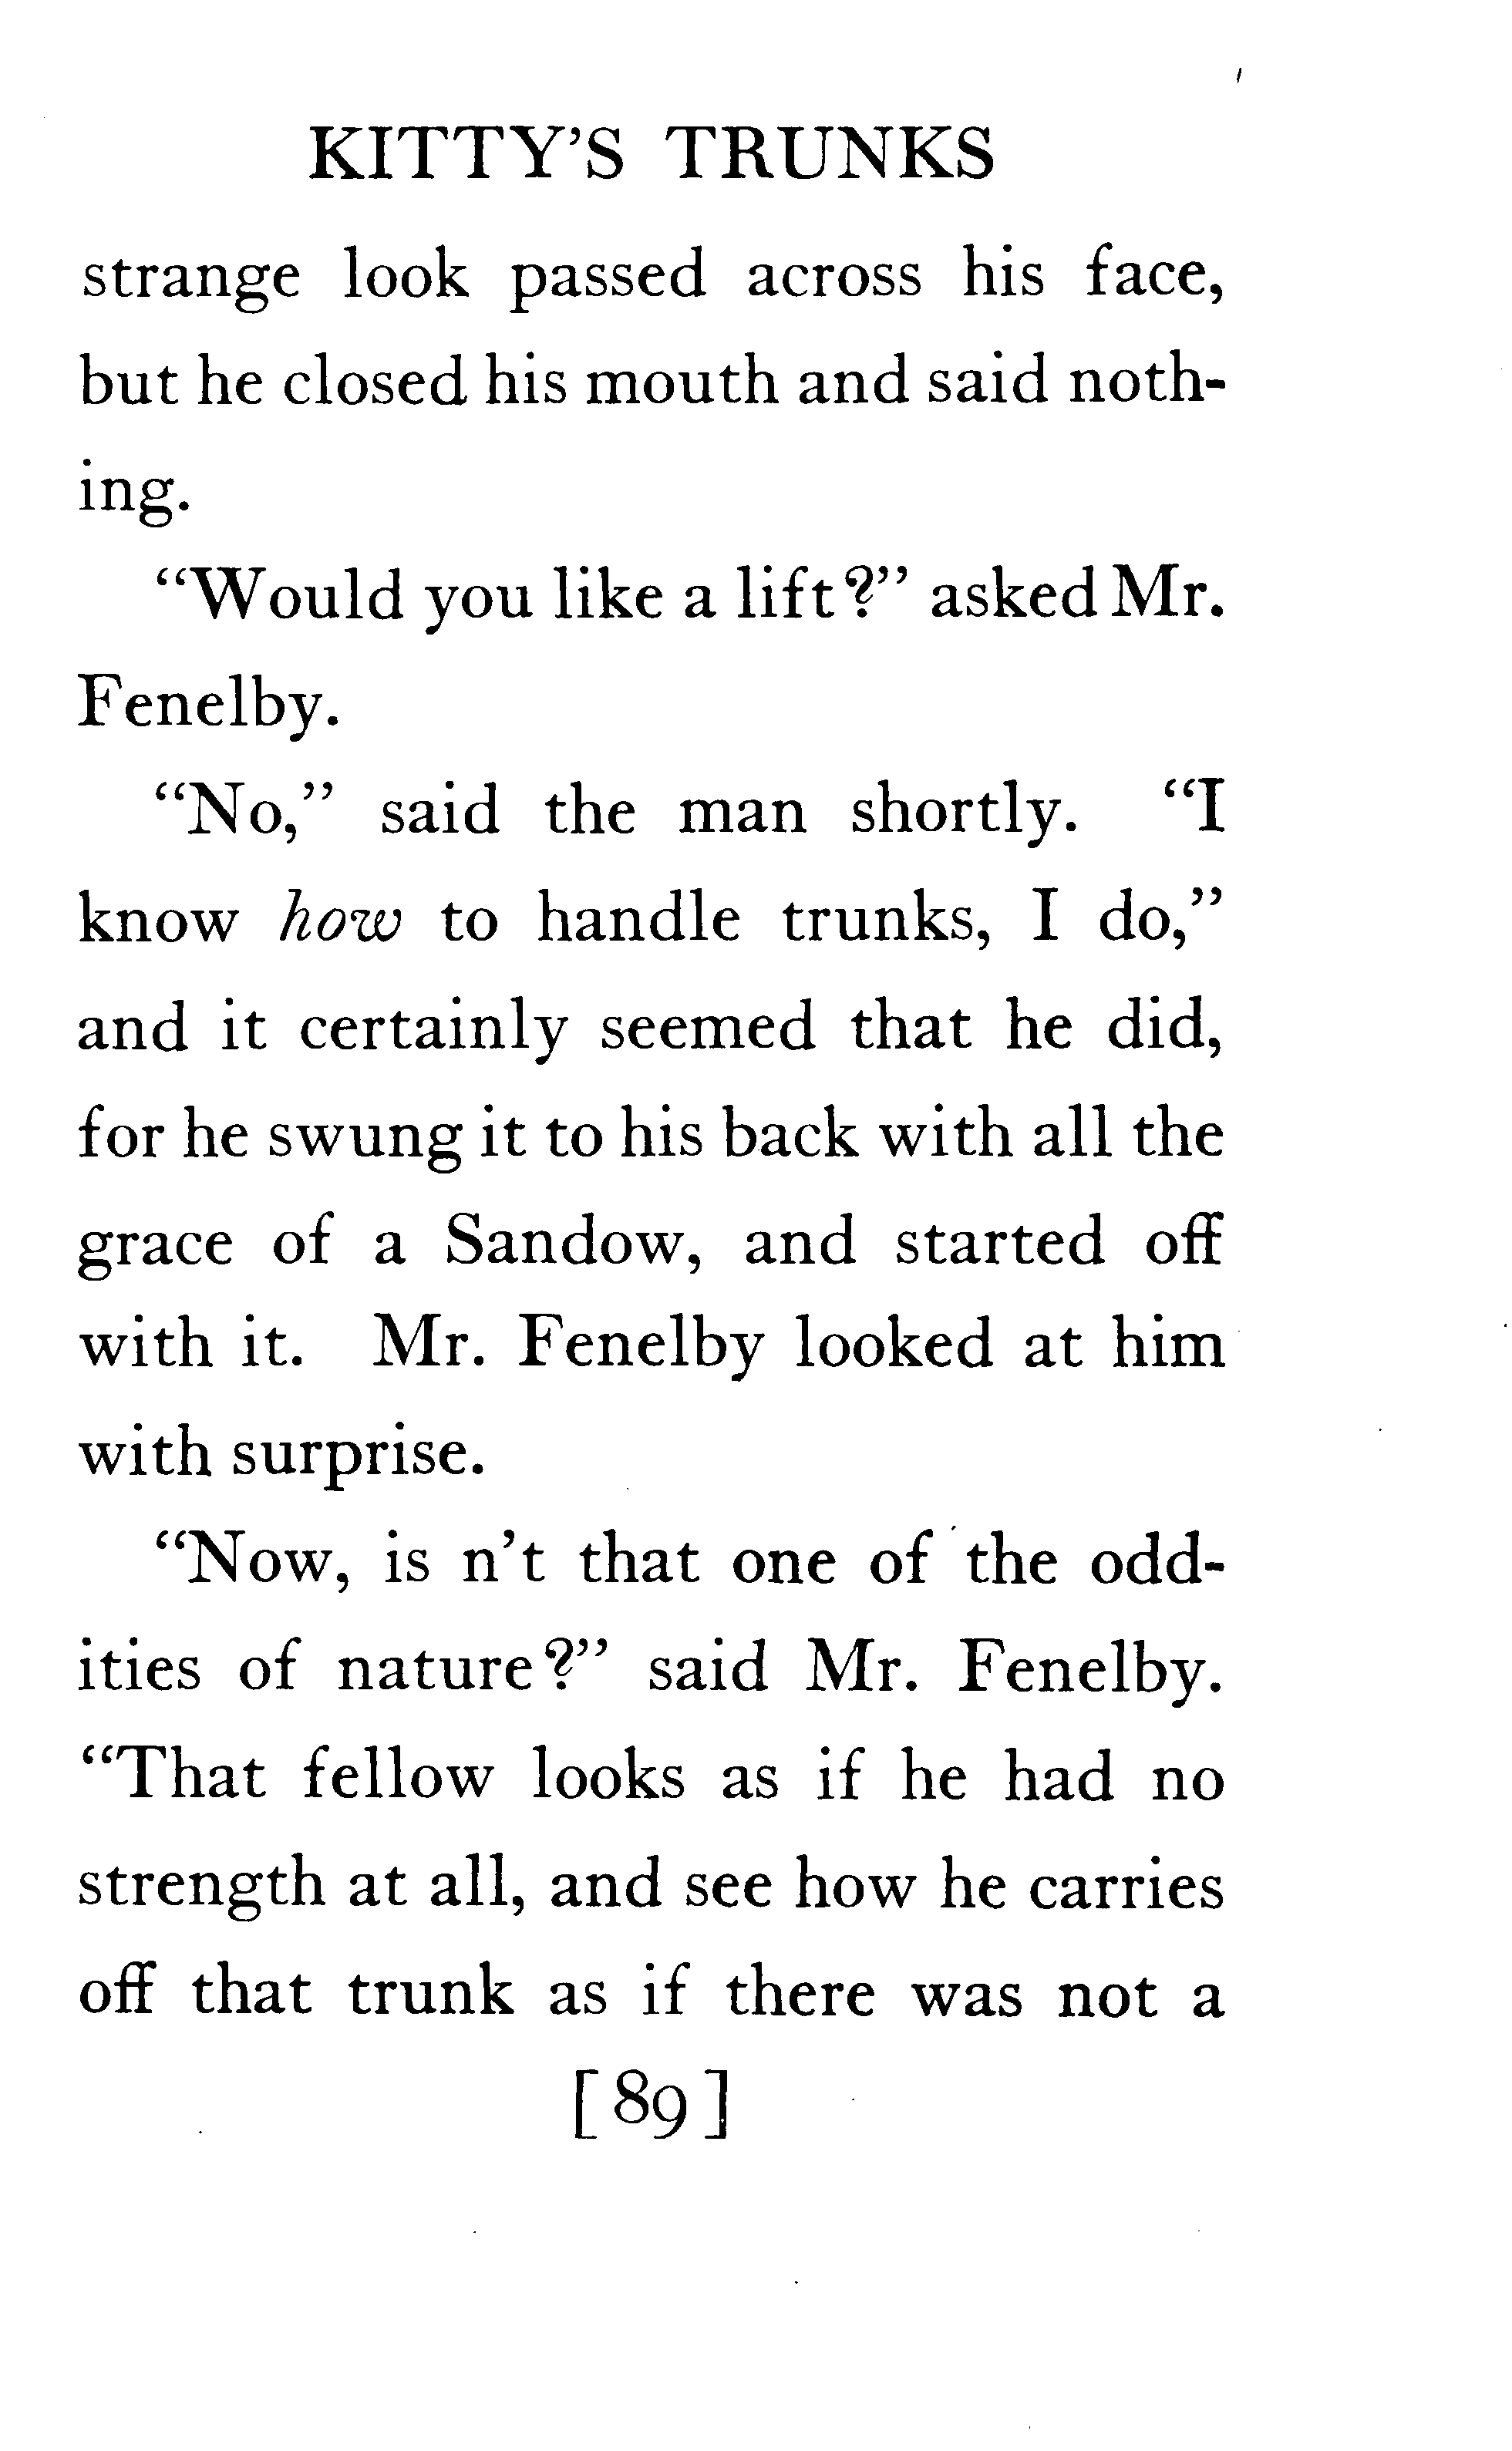 KITTY'S TRUNKS
strange look passed across his face,
but he closed his mouth and said noth-
ing.
“Would you like a lift?” asked Mr.
Fenelby.
“No,” said the man shortly. “I
know how to handle trunks, I do,”
and it certainly seemed that he did,
for he swung it to his back with all the
grace of a Sandow, and started off
with it. Mr. Fenelby looked at him
with surprise.
“Now, is n't that one of the odd-
ities of nature?” said Mr. Fenelby.
“That fellow looks as if he had no
strength at all, and see how he carries
off that trunk as if there was not a
[89]